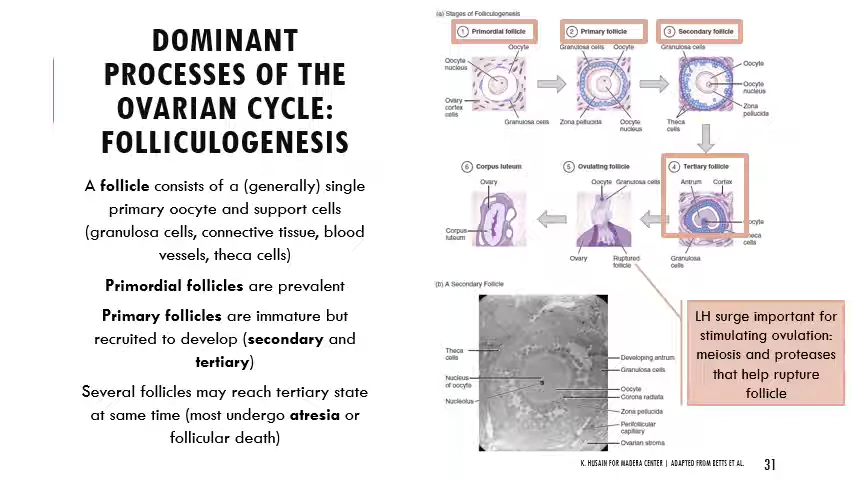 DOMINANT
PROCESSES OF THE
OVARIAN CYCLE:
FOLLICULOGENESIS
A follicle consists of a (generally) single
primary oocyte and support cells
(granulosa cells, connective tissue, blood
vessels, theca cells)
Primordial follicles are prevalent
Primary follicles are immature but
recruited to develop (secondary and
tertiary)
Several follicles may reach tertiary state
at same time (most undergo atresia or
follicular death)
(a) Stages of Folliculogenesis
1 Primordial follicle
Oocyte
Oocyte
nucleus
Ovary
cortex
cells
Granulosa cells
2 Primary follicle
Granulosa cells Oocyte
Zona pellucida
Oocyte
nucleus
3 Secondary follicle
Granulosa cells
Oocyte
Oocyte
nucleus
Zona
pellucida
Theca
cells
4 Tertiary follicle
Antrum Cortex
cells
Granulosa
cells
5 Ovulating follicle
Oocyte Granulosa cells
Ovary
Ruptured
follicle
6 Corpus luteum
Ovary
Corpus
luteum
(b) A Secondary Follicle
Theca
cells
Nucleus
of oocyte
Nucleolus
Developing antrum
Granulosa cells
Oocyte
Corona radiata
Zona pellucida
Perifollicular
capillary
Ovarian stroma
LH surge important for
stimulating ovulation:
meiosis and proteases
that help rupture
follicle
K. HUSAIN FOR MADERA CENTER | ADAPTED FROM BETTS ET AL.
31